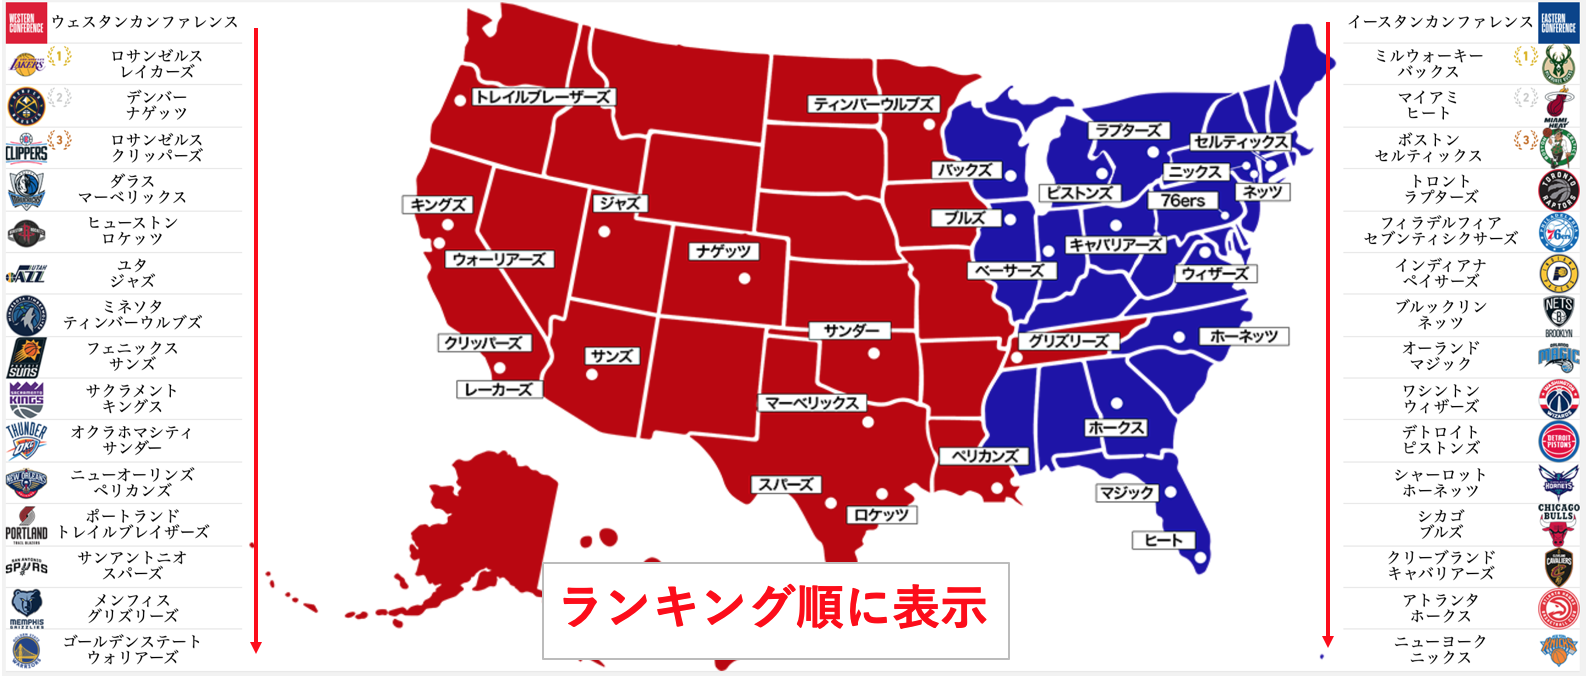 WESTERN
CONFERENCE
ウェスタンカンファレンス
LAKERS
1
ロサンゼルス
レイカーズ
2
デンバー
ナゲッツ
3
CLIPPERS
ロサンゼルス
クリッパーズ
ダラス
マーベリックス
ヒューストン
ロケッツ
UTAH
JAZZ
ユタ
ジャズ
ミネソタ
ティンバーウルブズ
SUNS
フェニックス
サンズ
SACRAMENTO
KINGS
サクラメント
キングス
THUNDER
OKC
オクラホマシティ
サンダー
NEW ORLEANS
ニューオーリンズ
ペリカンズ
PORTLAND
TRAIL BLAZERS
ポートランド
トレイルブレイザーズ
SAN ANTONIO
SPURS
サンアントニオ
スパーズ
MEMPHIS
GRIZZLIES
メンフィス
グリズリーズ
WARRIORS
ゴールデンステート
ウォリアーズ
トレイルブレーザーズ
ティンバーウルブズ
ラプターズ
セルティックス
バックズ
ニックス
ピストンズ
ネッツ
76ers
キングズ
ジャズ
ブルズ
キャバリアーズ
ナゲッツ
ウォーリアーズ
ペーサーズ
ウィザーズ
サンダー
グリズリーズ
ホーネッツ
クリッパーズ
サンズ
レーカーズ
マーベリックス
ホークス
ペリカンズ
スパーズ
マジック
ロケッツ
ヒート
ランキング順に表示
イースタンカンファレンス
EASTERN
CONFERENCE
ミルウォーキー
バックス
1
マイアミ
ヒート
2
MIAMI HEAT
ボストン
セルティックス
3
トロント
ラプターズ
TORONTO
RAPTORS
フィラデルフィア
セブンティシクサーズ
76ers
インディアナ
ペイサーズ
ブルックリン
ネッツ
NETS
B
BROOKLYN
オーランド
マジック
ORLANDO
MAGIC
ワシントン
ウィザーズ
WASHINGTON
WIZARDS
デトロイト
ピストンズ
DETROIT
PISTONS
シャーロット
ホーネッツ
HORNETS
シカゴ
ブルズ
CHICAGO
BULLS
クリーブランド
キャバリアーズ
CAVALIERS
アトランタ
ホークス
ニューヨーク
ニックス